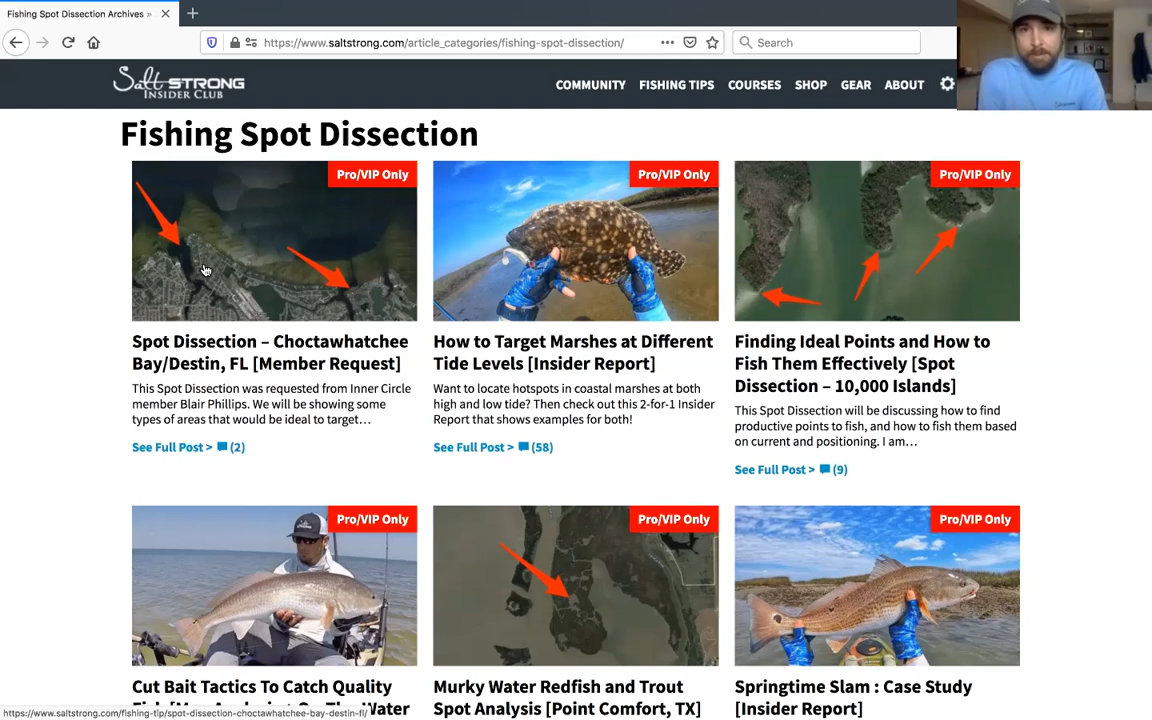 Fishing Spot Dissection Archives »
https://www.saltstrong.com/article_categories/fishing-spot-dissection/
Search
Salt STRONG
INSIDER CLUB
COMMUNITY FISHING TIPS COURSES SHOP GEAR ABOUT
Fishing Spot Dissection
Pro/VIP Only
Spot Dissection – Choctawhatchee
Bay/Destin, FL [Member Request]
This Spot Dissection was requested from Inner Circle
member Blair Phillips. We will be showing some
types of areas that would be ideal to target…
See Full Post > (2)
Pro/VIP Only
How to Target Marshes at Different
Tide Levels [Insider Report]
Want to locate hotspots in coastal marshes at both
high and low tide? Then check out this 2-for-1 Insider
Report that shows examples for both!
See Full Post > (58)
Pro/VIP Only
Finding Ideal Points and How to
Fish Them Effectively [Spot
Dissection – 10,000 Islands]
This Spot Dissection will be discussing how to find
productive points to fish, and how to fish them based
on current and positioning. I am…
See Full Post > (9)
Pro/VIP Only
Cut Bait Tactics To Catch Quality
Water
Pro/VIP Only
Murky Water Redfish and Trout
Spot Analysis [Point Comfort, TX]
Pro/VIP Only
Springtime Slam : Case Study
[Insider Report]
https://www.saltstrong.com/fishing-tip/spot-dissection-choctawhatchee-bay-destin-fl/